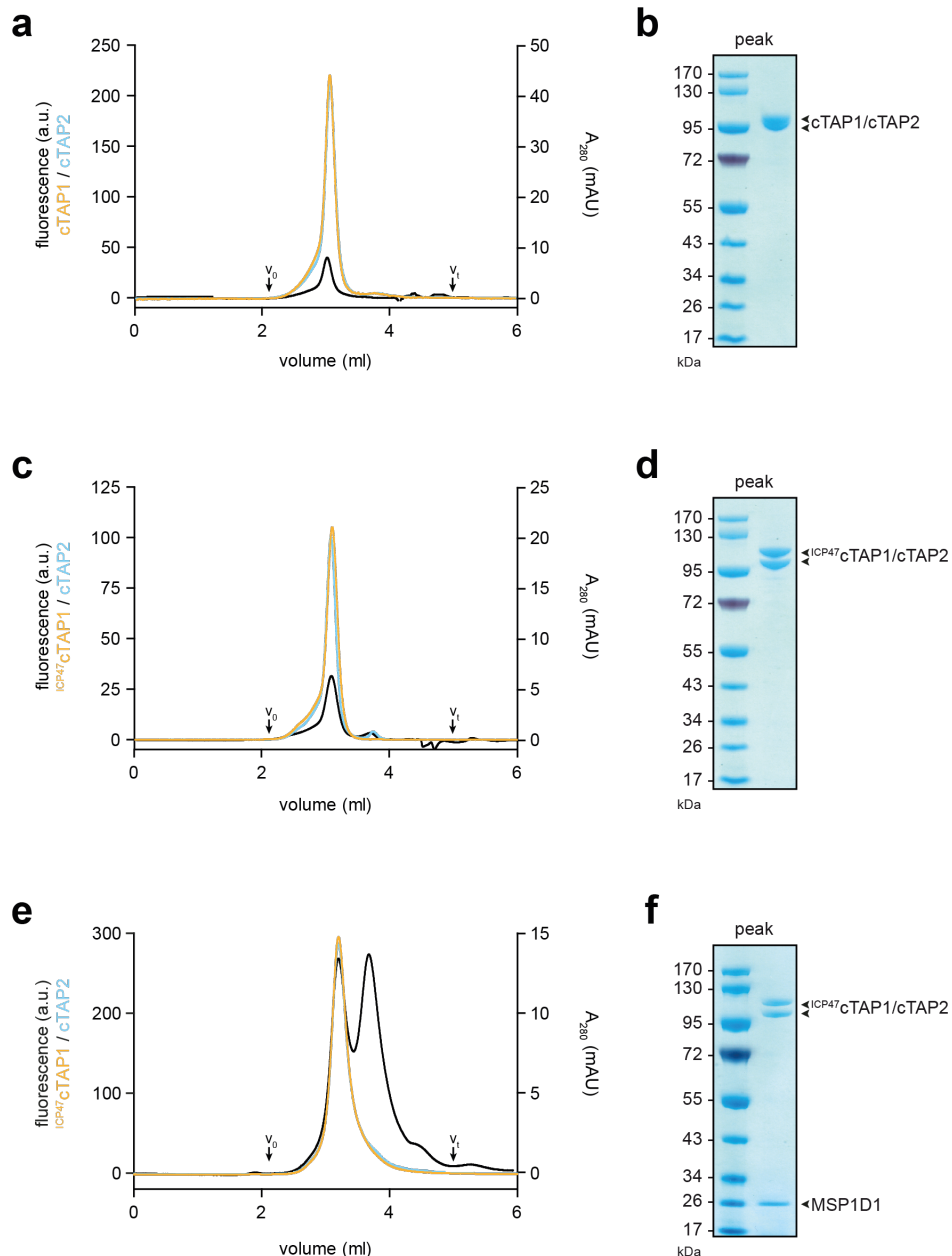 a
fluorescence (a.u.)
cTAP1 / cTAP2
250
200
150
100
50
0
50
40
30
20
10
0
A280 (mAU)
V0
Vt
0
2
4
6
volume (ml)
b
peak
170
130
95
72
55
43
34
26
17
kDa
cTAP1/cTAP2
c
fluorescence (a.u.)
ICP47cTAP1 / cTAP2
125
100
75
50
25
0
25
20
15
10
5
0
A280 (mAU)
V0
Vt
0
2
4
6
volume (ml)
d
peak
170
130
95
72
55
43
34
26
17
kDa
ICP47cTAP1/cTAP2
e
fluorescence (a.u.)
ICP47cTAP1 / cTAP2
300
200
100
0
15
10
5
0
A280 (mAU)
V0
Vt
0
2
4
6
volume (ml)
f
peak
170
130
95
72
55
43
34
26
17
kDa
ICP47cTAP1/cTAP2
MSP1D1